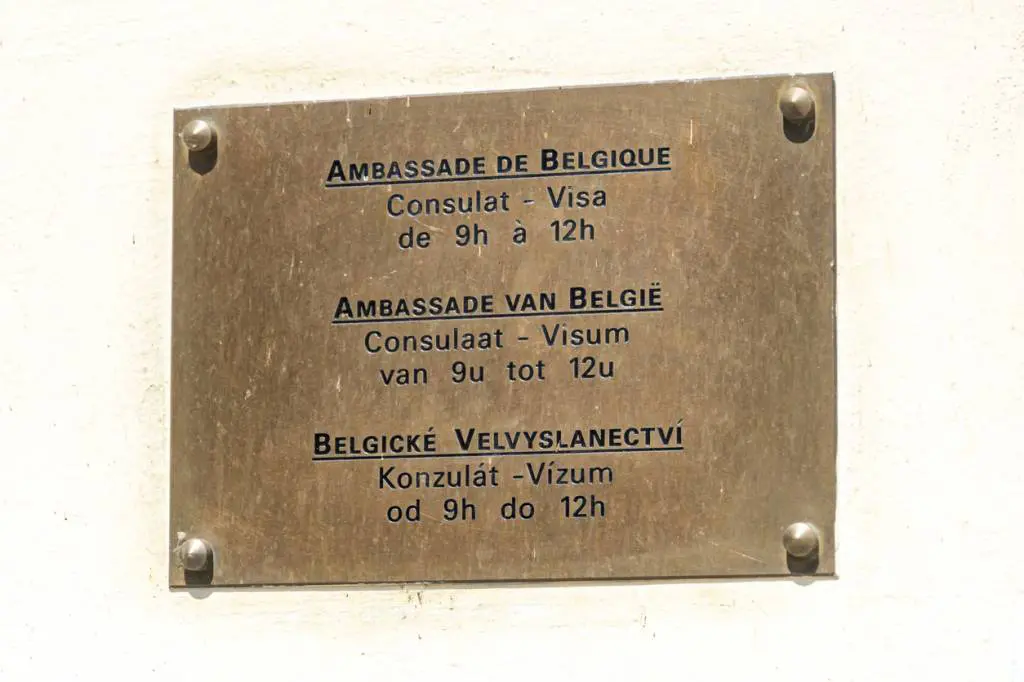 AMBASSADE DE BELGIQUE
Consulat - Visa
de 9h à 12h
AMBASSADE VAN BELGIË
Consulaat - Visum
van 9u tot 12u
BELGICKÉ VELVYSLANECTVÍ
Konzulát -Vízum
od 9h do 12h